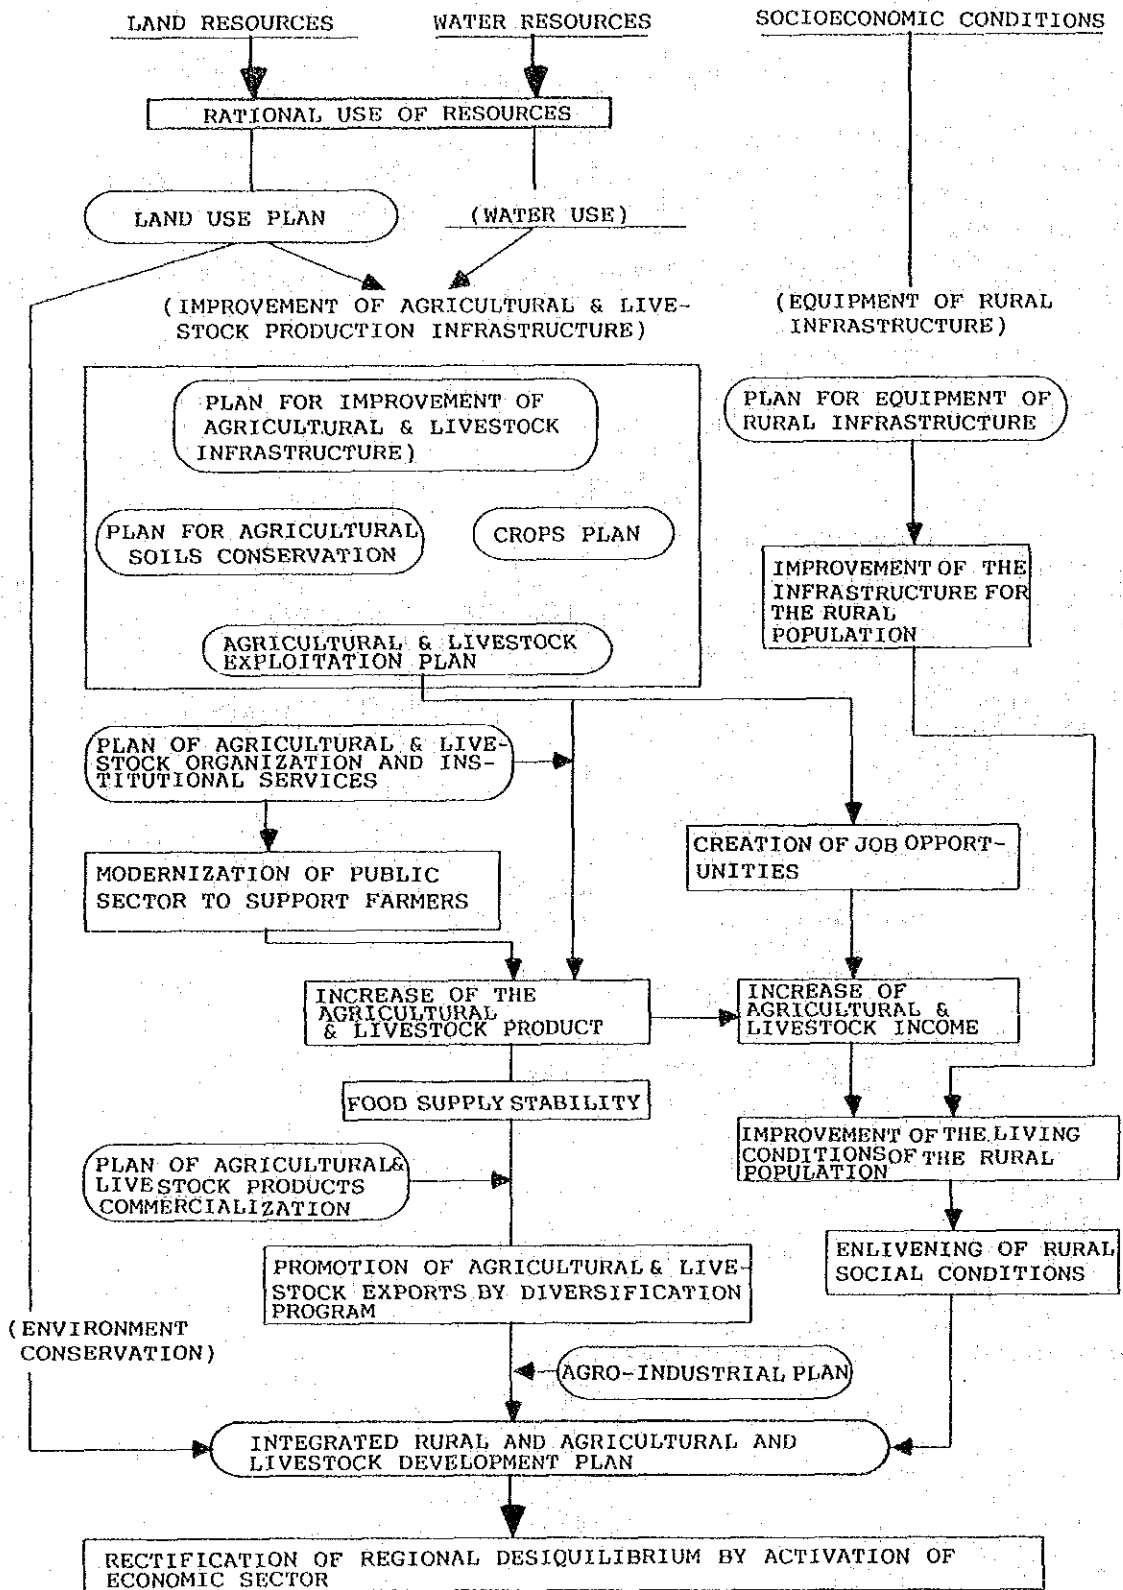 LAND RESOURCES
WATER RESOURCES
SOCIOECONOMIC CONDITIONS
RATIONAL USE OF RESOURCES
LAND USE PLAN
(WATER USE)
(IMPROVEMENT OF AGRICULTURAL & LIVE-
STOCK PRODUCTION INFRASTRUCTURE)
(EQUIPMENT OF RURAL
INFRASTRUCTURE)
PLAN FOR IMPROVEMENT OF
AGRICULTURAL & LIVESTOCK
INFRASTRUCTURE)
PLAN FOR EQUIPMENT OF
RURAL INFRASTRUCTURE
PLAN FOR AGRICULTURAL
SOILS CONSERVATION
CROPS PLAN
IMPROVEMENT OF THE
INFRASTRUCTURE FOR
THE RURAL
POPULATION
AGRICULTURAL & LIVESTOCK
EXPLOITATION PLAN
PLAN OF AGRICULTURAL & LIVE-
STOCK ORGANIZATION AND INS-
TITUTIONAL SERVICES
CREATION OF JOB OPPORT-
UNITIES
MODERNIZATION OF PUBLIC
SECTOR TO SUPPORT FARMERS
INCREASE OF THE
AGRICULTURAL
& LIVESTOCK PRODUCT
INCREASE OF
AGRICULTURAL &
LIVESTOCK INCOME
FOOD SUPPLY STABILITY
IMPROVEMENT OF THE LIVING
CONDITIONS OF THE RURAL
POPULATION
PLAN OF AGRICULTURAL&
LIVESTOCK PRODUCTS
COMMERCIALIZATION
PROMOTION OF AGRICULTURAL & LIVE-
STOCK EXPORTS BY DIVERSIFICATION
PROGRAM
ENLIVENING OF RURAL
SOCIAL CONDITIONS
(ENVIRONMENT
CONSERVATION)
AGRO-INDUSTRIAL PLAN
INTEGRATED RURAL AND AGRICULTURAL AND
LIVESTOCK DEVELOPMENT PLAN
RECTIFICATION OF REGIONAL DESIQUILIBRIUM BY ACTIVATION OF
ECONOMIC SECTOR